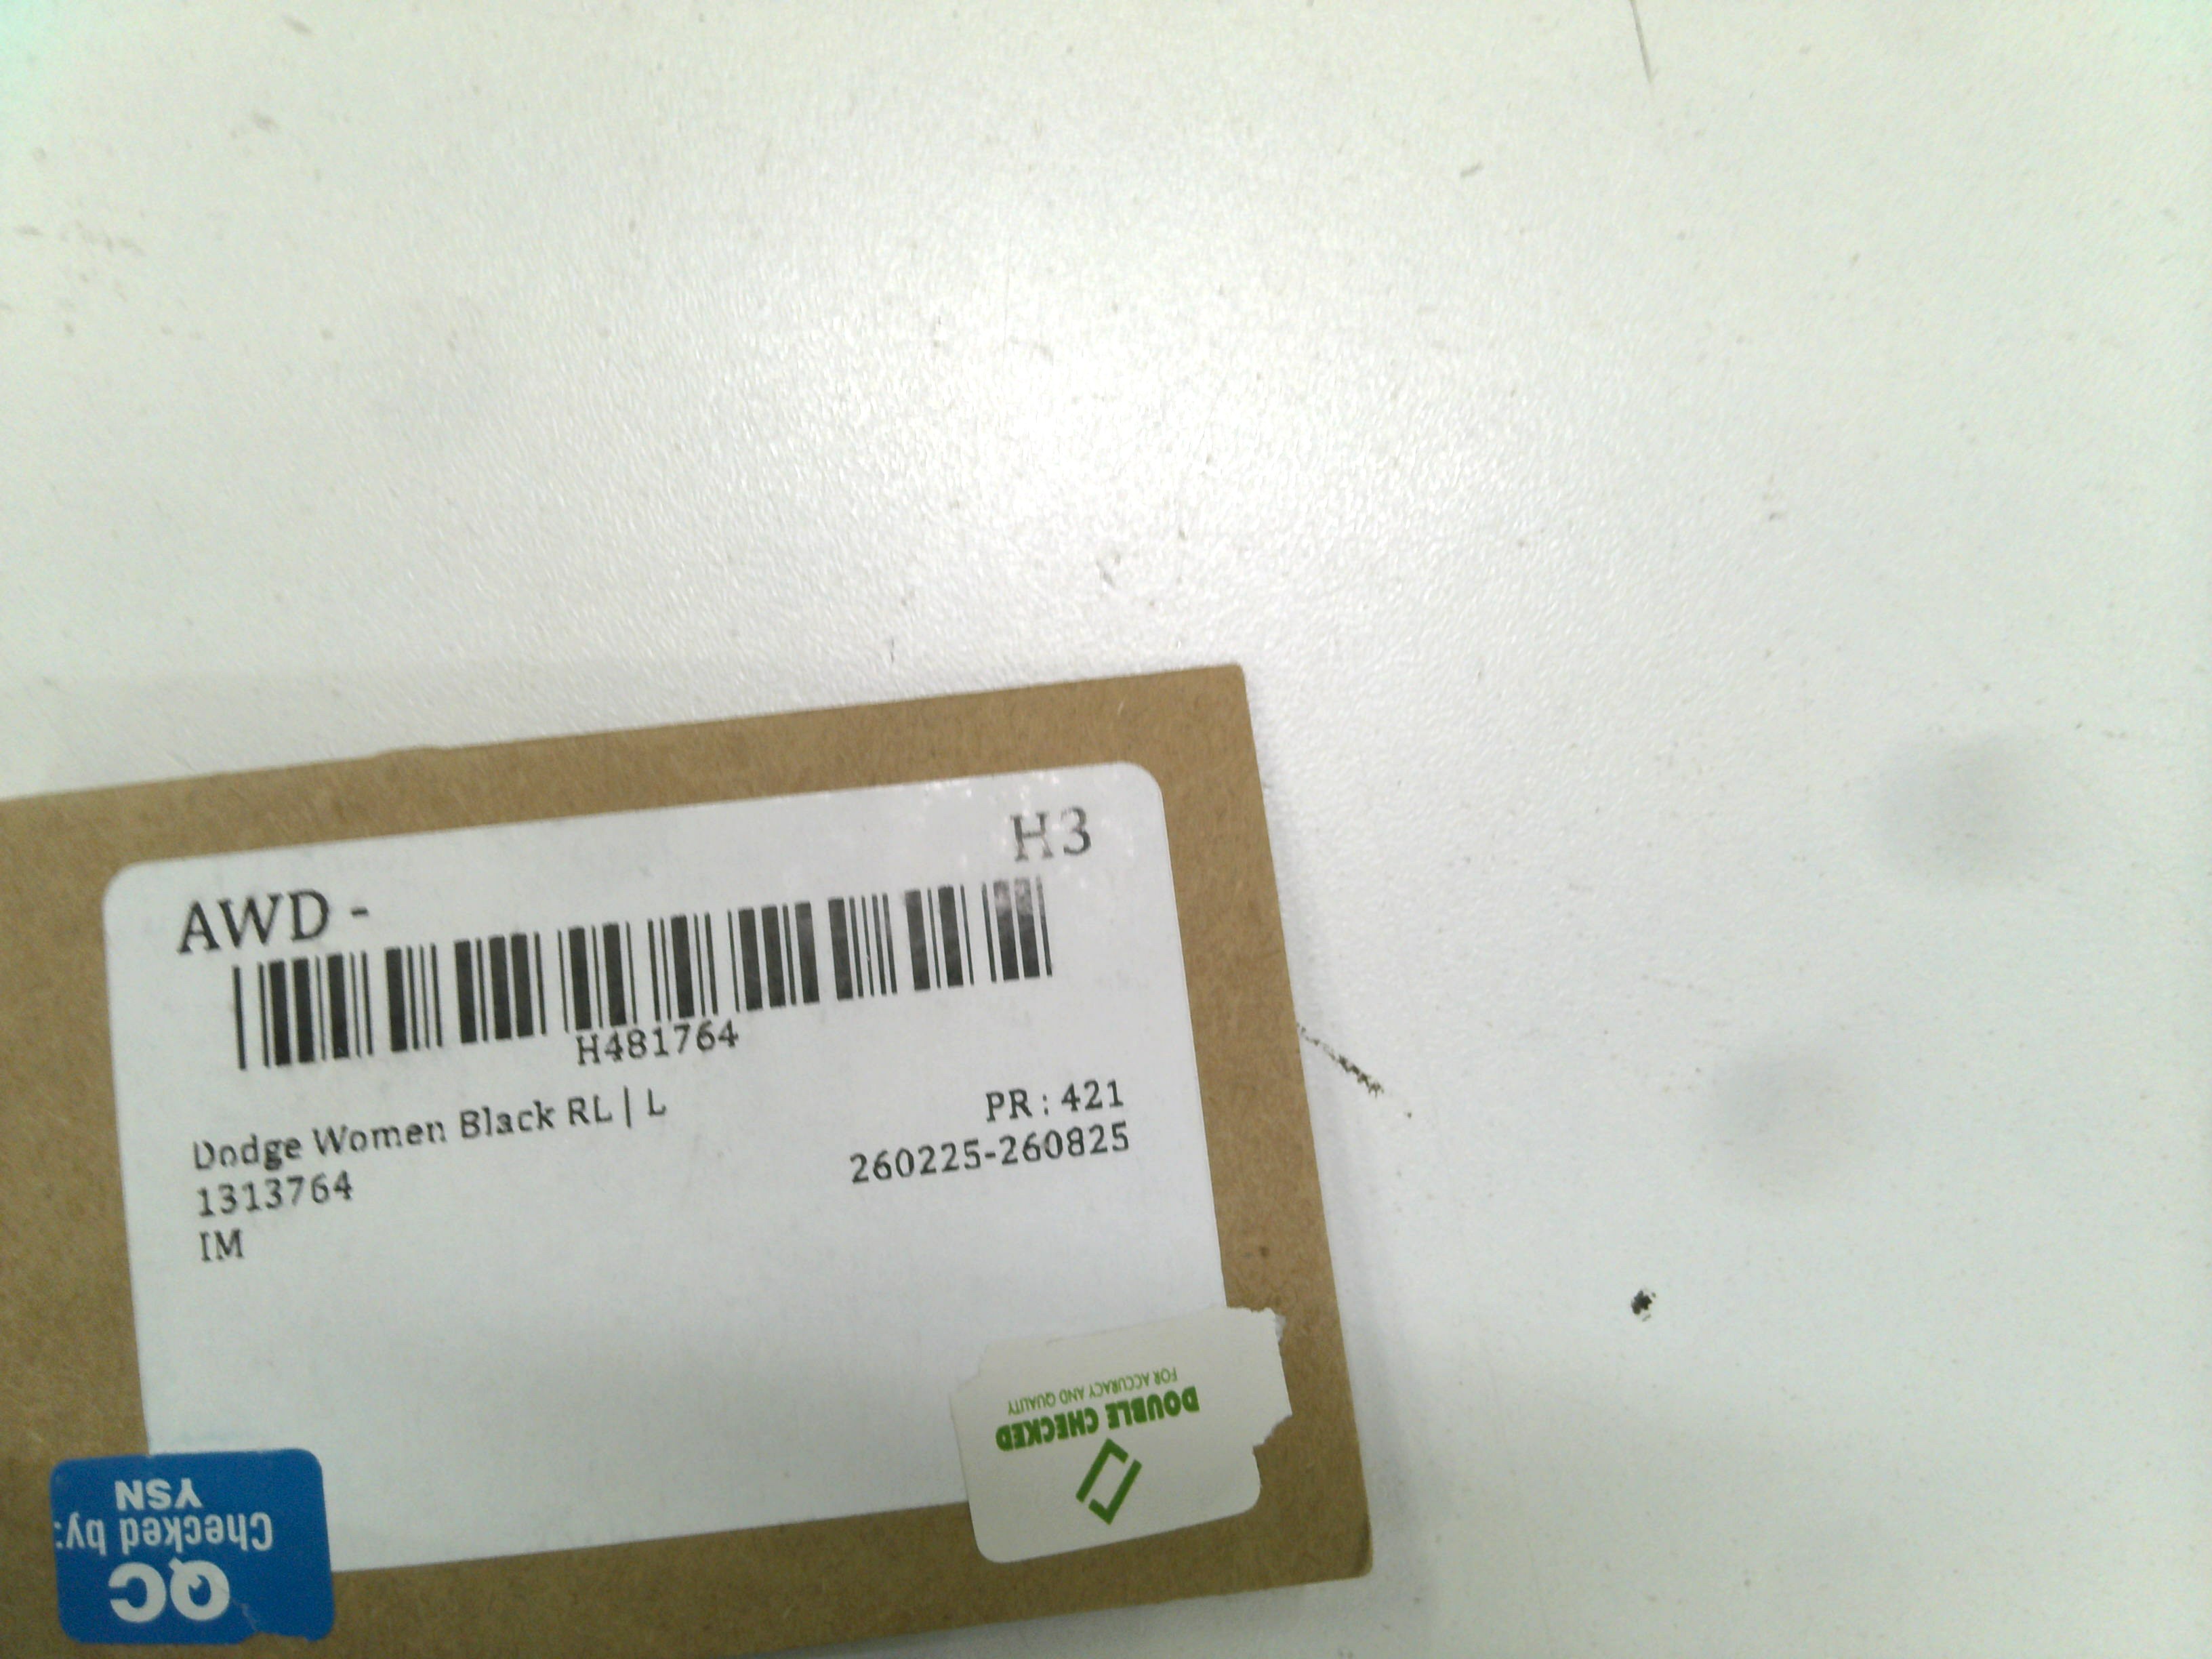 AWD -
H3
H481764
Dodge Women Black RL | L
PR : 421
1313764
260225-260825
IM
DOUBLE CHECKED
FOR ACCURACY AND QUALITY
QC
Checked by:
YSN